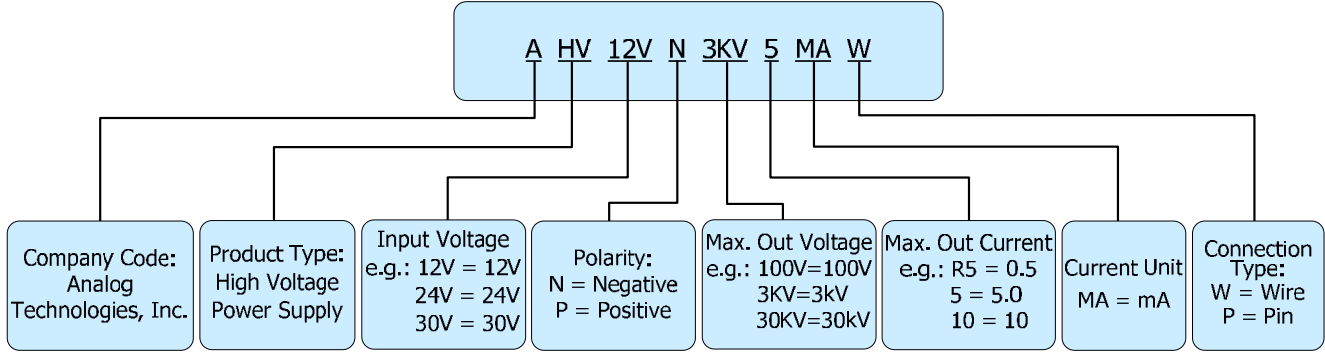 A HV 12V N 3KV 5 MA W
Company Code:
Analog
Technologies, Inc.
Product Type:
High Voltage
Power Supply
Input Voltage
e.g.: 12V = 12V
24V = 24V
30V = 30V
Polarity:
N = Negative
P = Positive
Max. Out Voltage
e.g.: 100V=100V
3KV=3kV
30KV=30kV
Max. Out Current
e.g.: R5 = 0.5
5 = 5.0
10 = 10
Current Unit
MA = mA
Connection
Type:
W = Wire
P = Pin